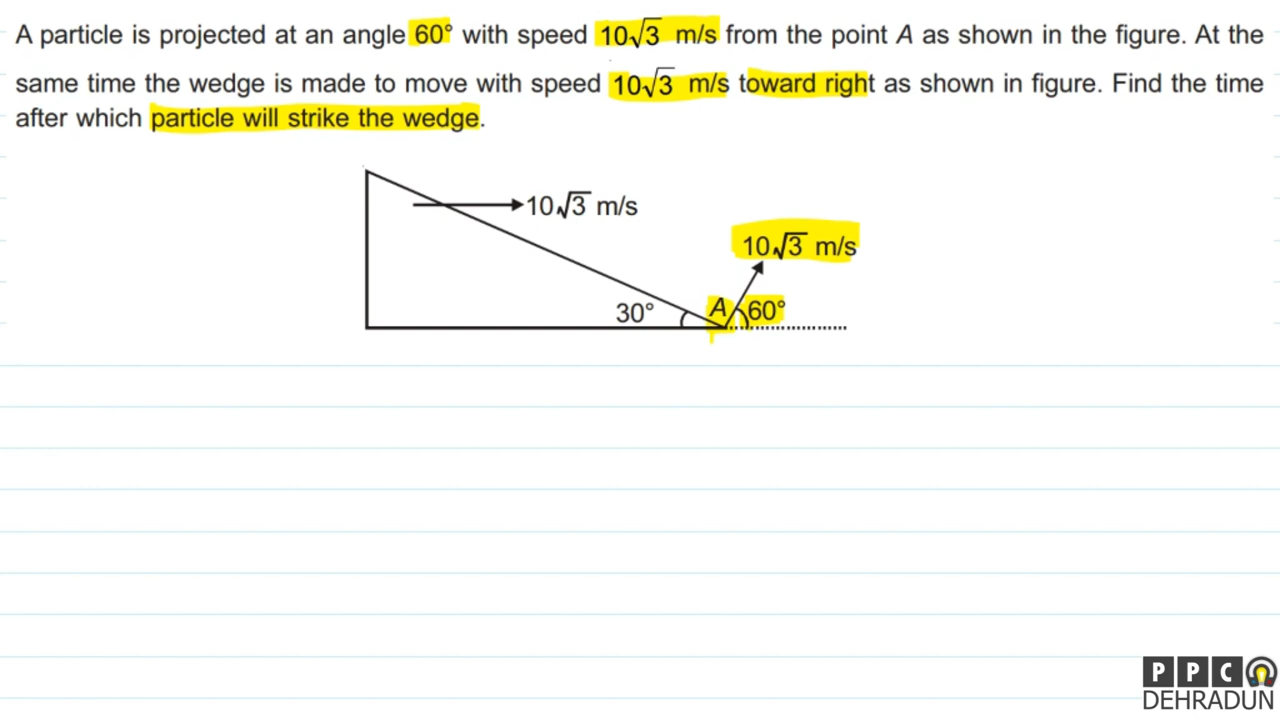 A particle is projected at an angle 60° with speed 10√3 m/s from the point A as shown in the figure. At the
same time the wedge is made to move with speed 10√3 m/s toward right as shown in figure. Find the time
after which particle will strike the wedge.
10√3 m/s
10√3 m/s
30°
A
60°
PPC
DEHRADUN